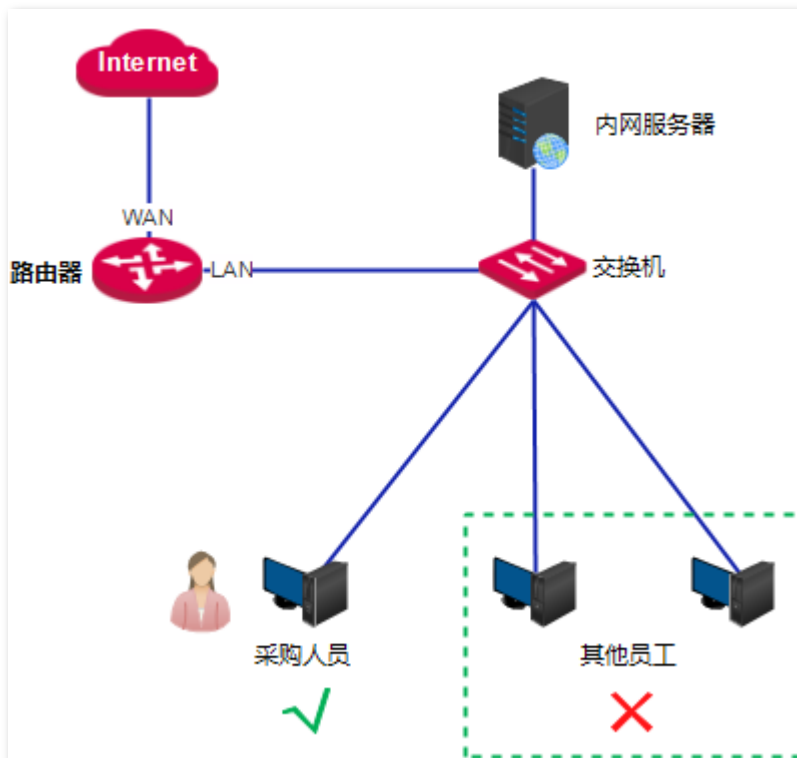 Internet
内网服务器
WAN
路由器
LAN
交换机
采购人员
其他员工